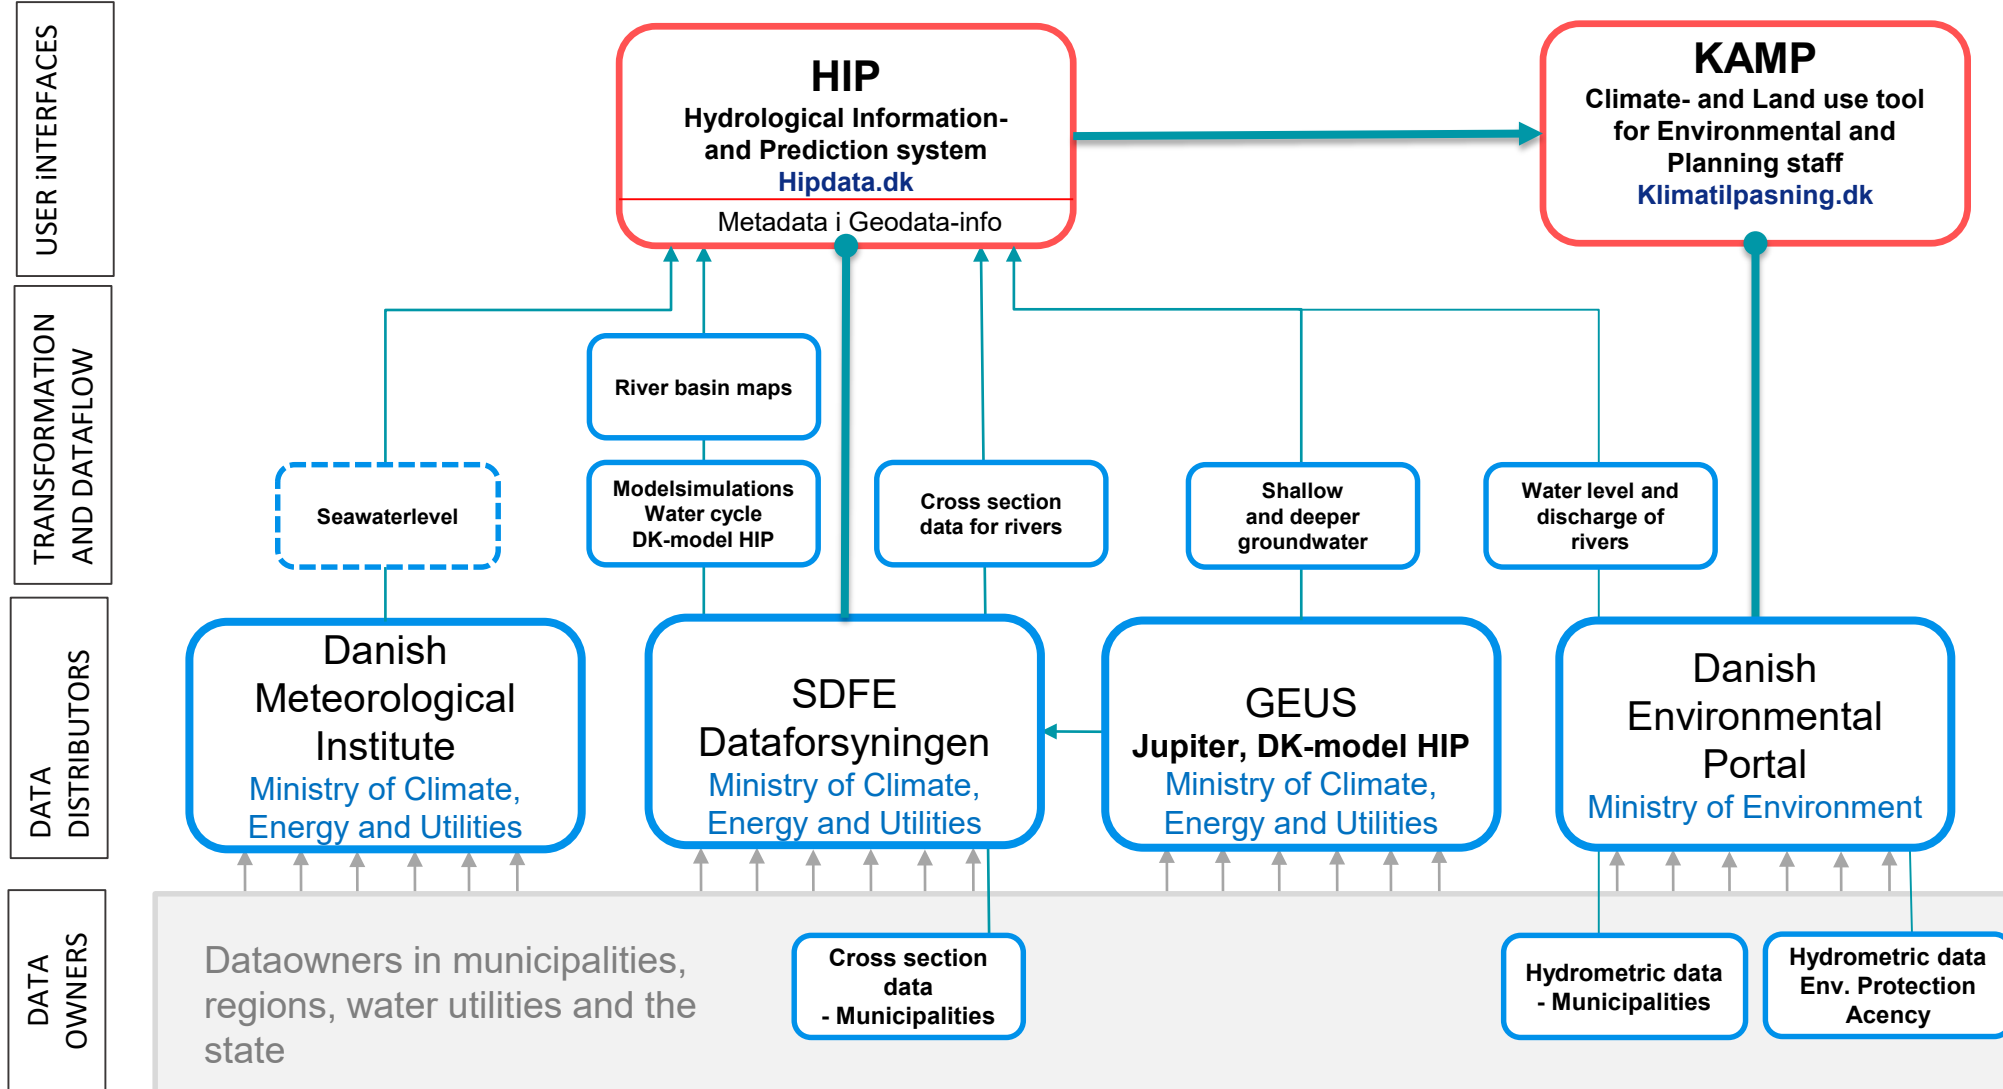 USER iNTERFACES
HIP
Hydrological Information-
and Prediction system
Hipdata.dk
Metadata i Geodata-info
KAMP
Climate- and Land use tool
for Environmental and
Planning staff
Klimatilpasning.dk
TRANSFORMATION
AND DATAFLOW
River basin maps
Seawaterlevel
Modelsimulations
Water cycle
DK-model HIP
Cross section
data for rivers
Shallow
and deeper
groundwater
Water level and
discharge of
rivers
DATA
DISTRIBUTORS
Danish
Meteorological
Institute
Ministry of Climate,
Energy and Utilities
SDFE
Dataforsyningen
Ministry of Climate,
Energy and Utilities
GEUS
Jupiter, DK-model HIP
Ministry of Climate,
Energy and Utilities
Danish
Environmental
Portal
Ministry of Environment
DATA
OWNERS
Dataowners in municipalities,
regions, water utilities and the
state
Cross section
data
- Municipalities
Hydrometric data
- Municipalities
Hydrometric data
Env. Protection
Acency